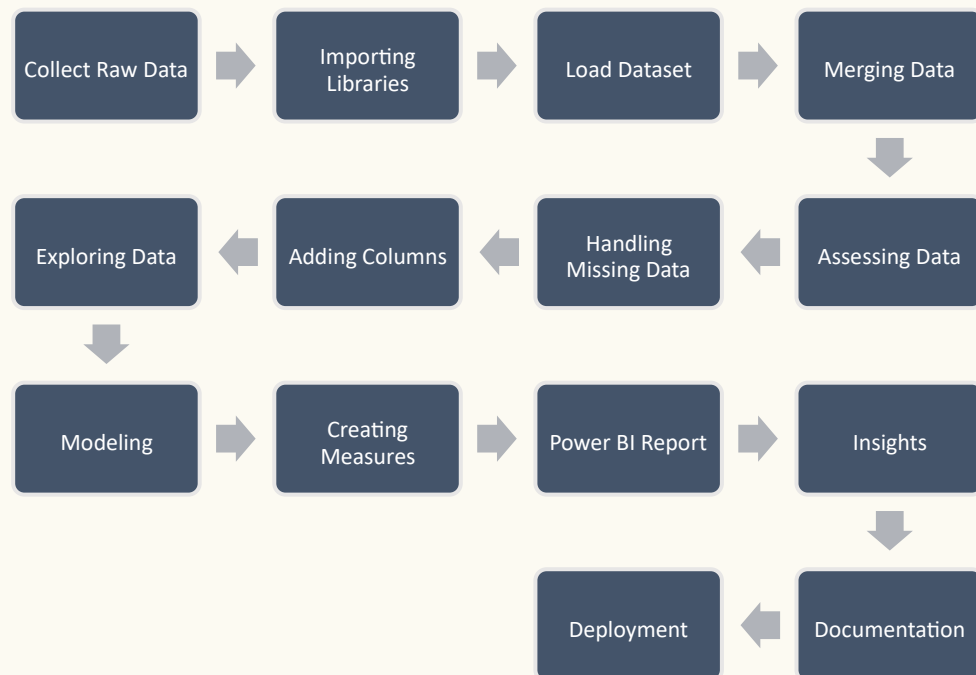 Collect Raw Data
Importing
Libraries
Load Dataset
Merging Data
Assessing Data
Handling
Missing Data
Adding Columns
Exploring Data
Modeling
Creating
Measures
Power BI Report
Insights
Documentation
Deployment